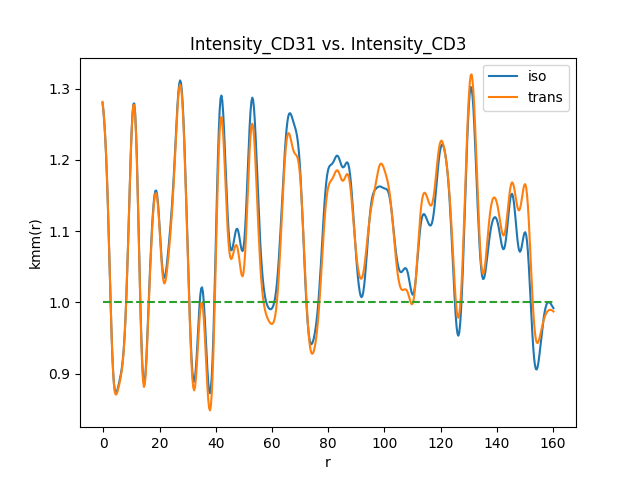 Intensity_CD31 vs. Intensity_CD3
iso
trans
kmm(r)
1.3
1.2
1.1
1.0
0.9
0 20 40 60 80 100 120 140 160
r